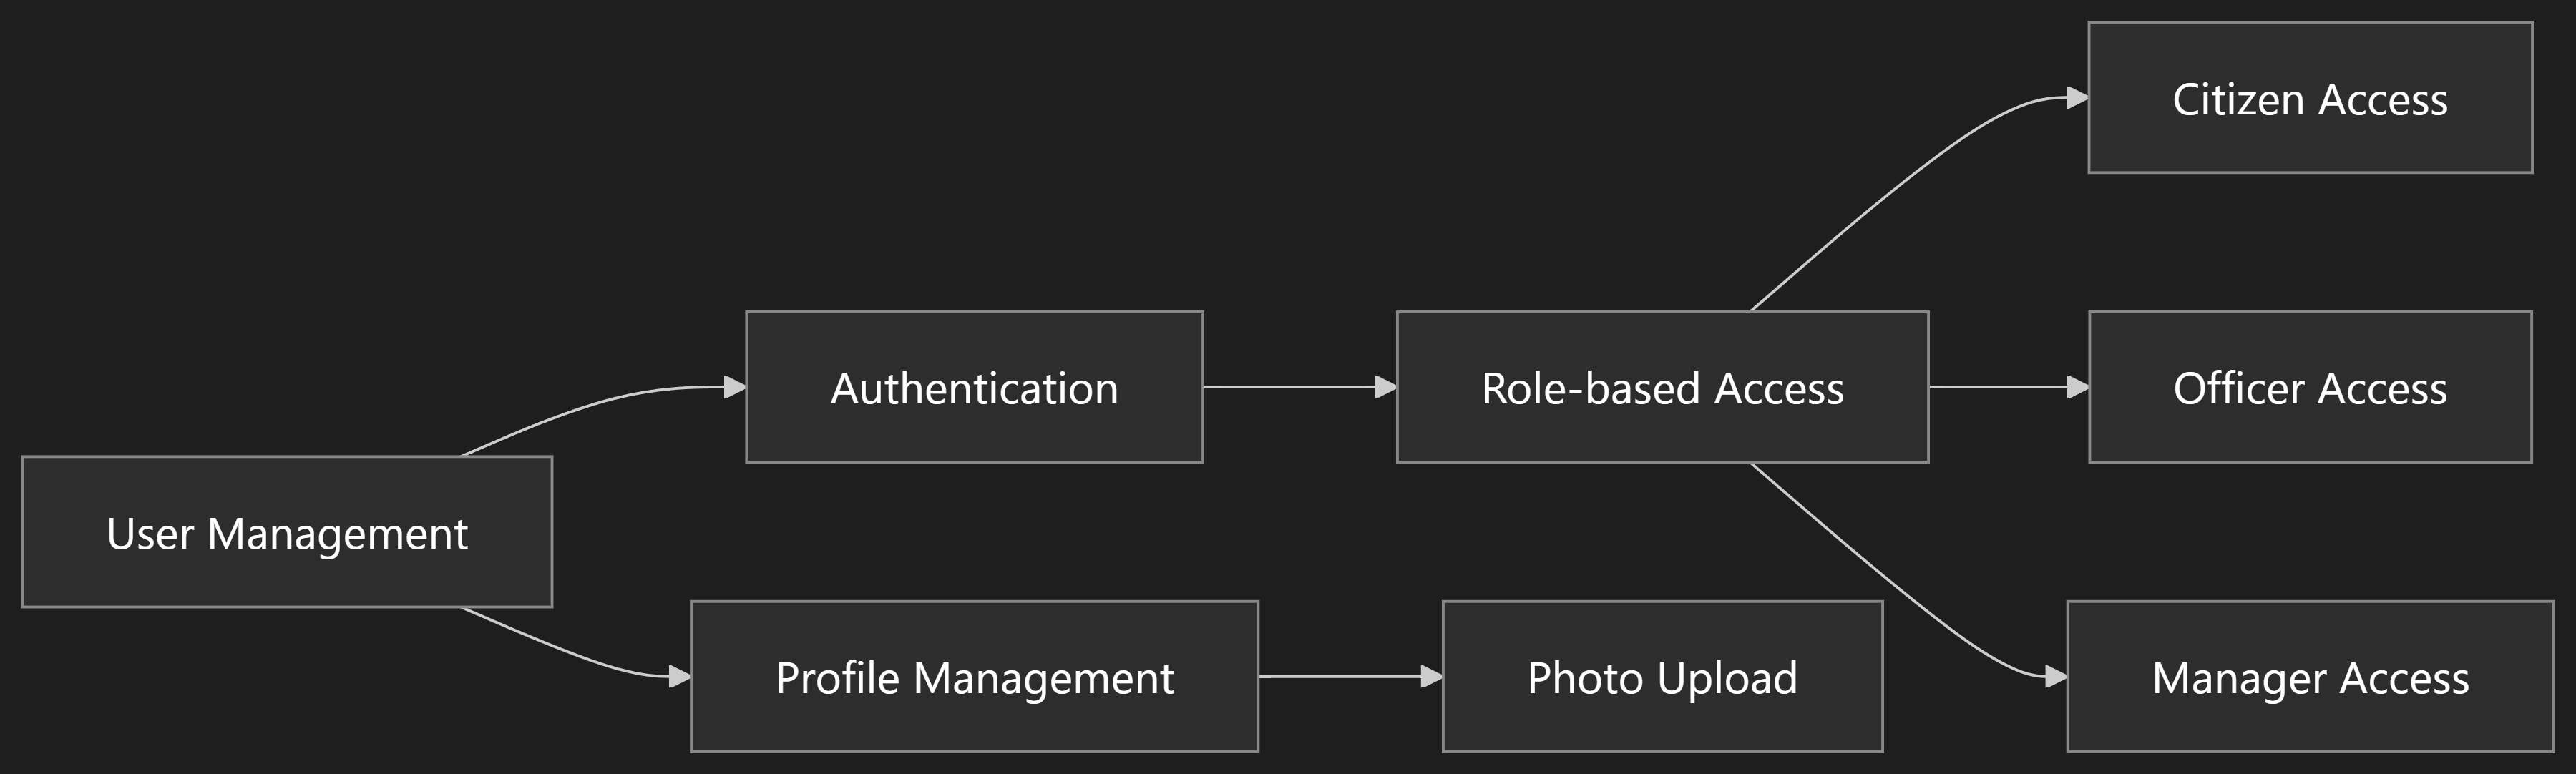 Citizen Access
Authentication
Role-based Access
Officer Access
User Management
Profile Management
Photo Upload
Manager Access